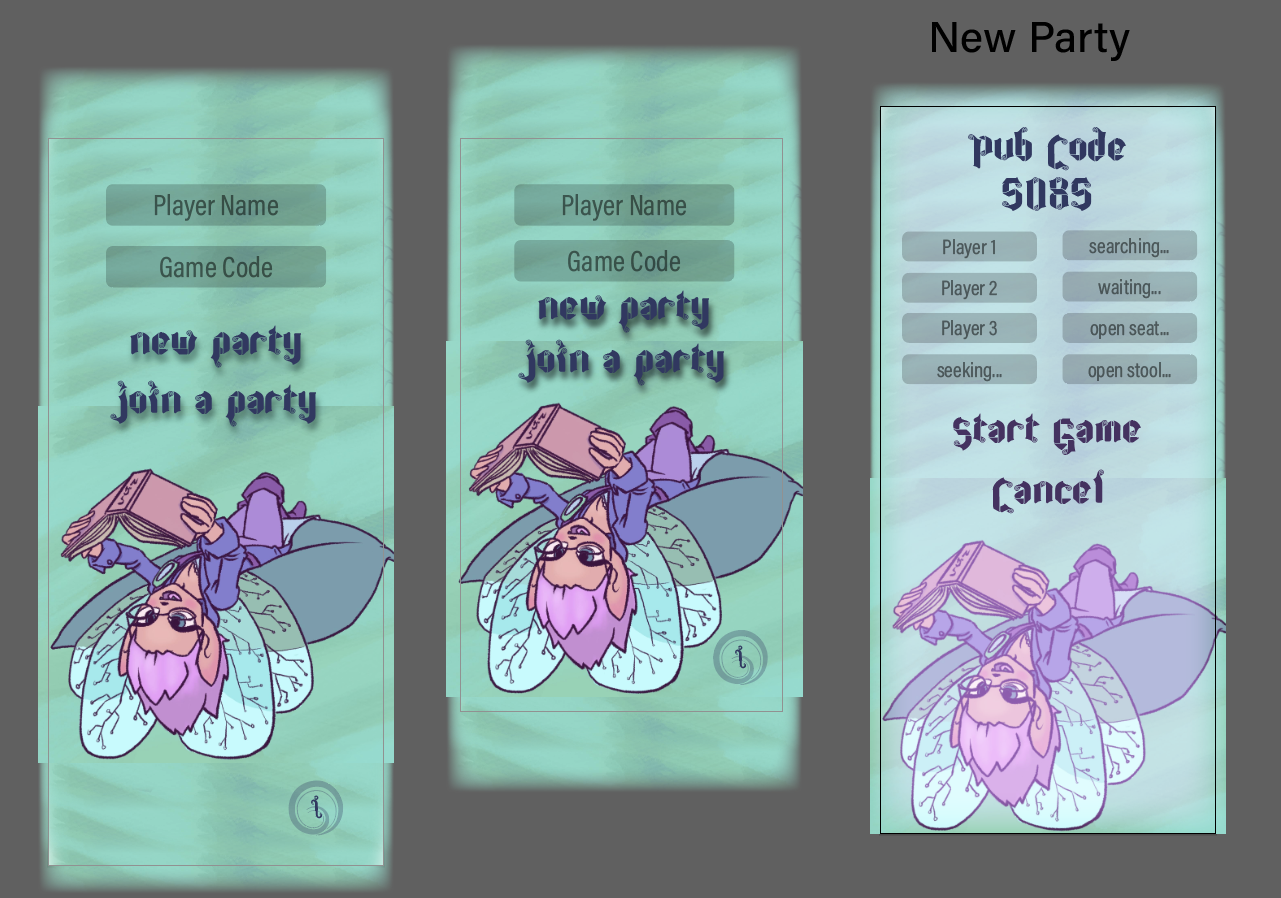 New Party
Player Name
Game Code
new party
join a party
i
Player Name
Game Code
new party
join a party
i
Pub Code
S08S
Player 1
searching...
Player 2
waiting...
Player 3
open seat...
seeking...
open stool...
Start Game
Cancel